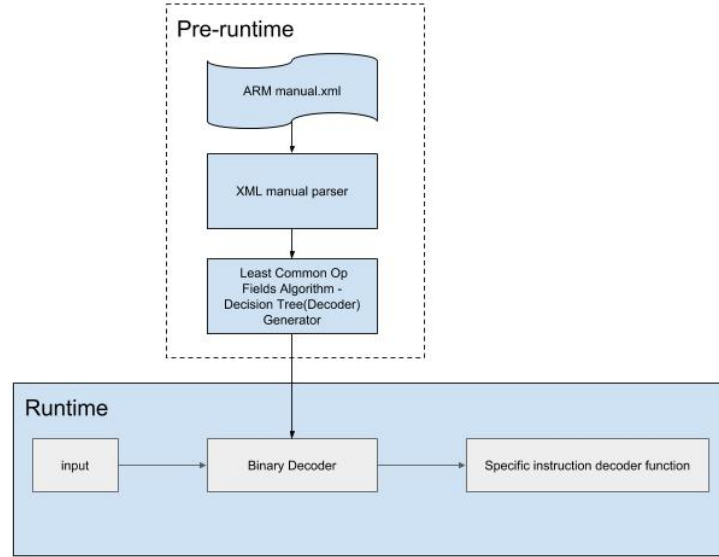 Pre-runtime
ARM manual.xml
XML manual parser
Least Common Op
Fields Algorithm -
Decision Tree(Decoder)
Generator
Runtime
input
Binary Decoder
Specific instruction decoder function